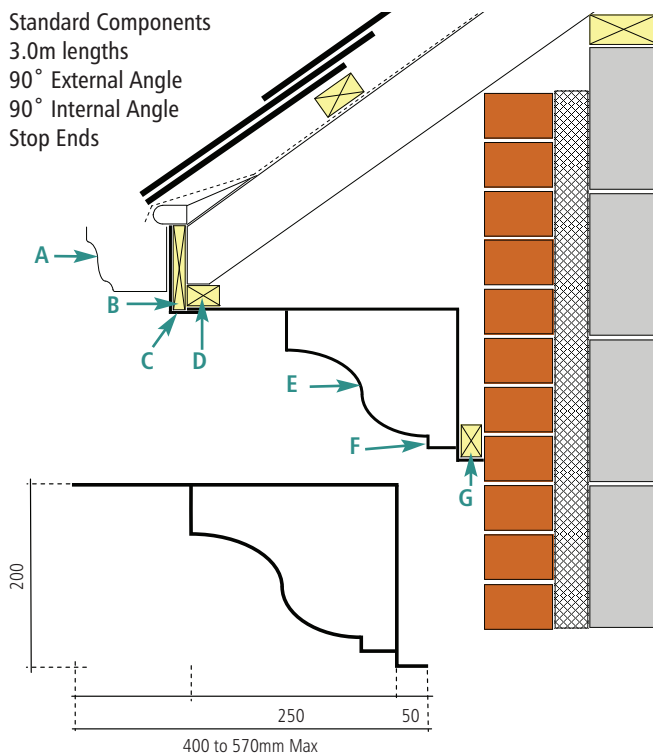 Standard Components
3.0m lengths
90˚ External Angle
90˚ Internal Angle
Stop Ends
A
B
C
D
E
F
G
200
250
50
400 to 570mm Max